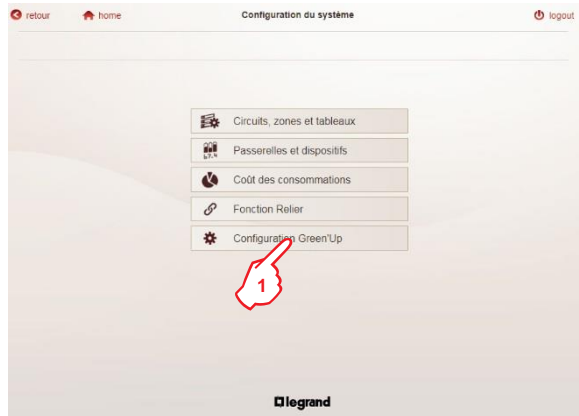 retour home Configuration du système logout
Circuits, zones et tableaux
Passerelles et dispositifs
Coût des consommations
Fonction Relier
Configuration Green'Up
1
legrand